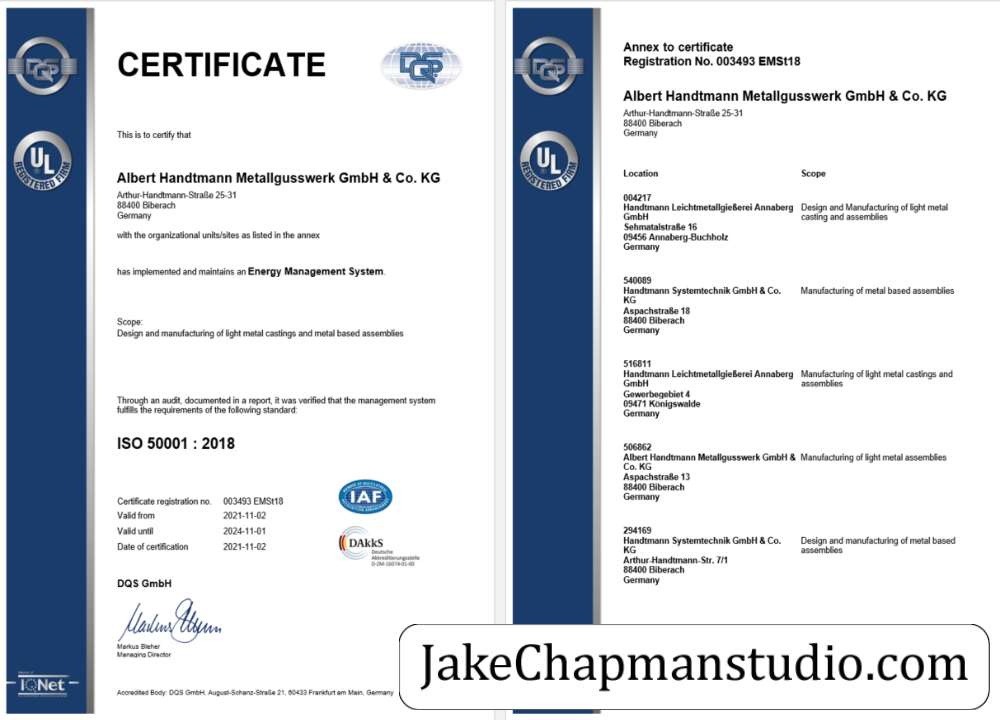 DQS
UL
REGISTERED FIRM
CERTIFICATE
DQS
This is to certify that
Albert Handtmann Metallgusswerk GmbH & Co. KG
Arthur-Handtmann-Straße 25-31
88400 Biberach
Germany
with the organizational units/sites as listed in the annex
has implemented and maintains an Energy Management System.
Scope:
Design and manufacturing of light metal castings and metal based assemblies
Through an audit, documented in a report, it was verified that the management system
fulfills the requirements of the following standard:
ISO 50001 : 2018
Certificate registration no. 003493 EMSt18
Valid from 2021-11-02
Valid until 2024-11-01
Date of certification 2021-11-02
IAF
DAkkS
Deutsche
Akkreditierungsstelle
DQS GmbH
Markus Bleher
Managing Director
IQNet
Accredited Body: DQS GmbH, August-Schanz-Straße 21, 60433 Frankfurt am Main, Germany
DQS
UL
REGISTERED FIRM
Annex to certificate
Registration No. 003493 EMSt18
Albert Handtmann Metallgusswerk GmbH & Co. KG
Arthur-Handtmann-Straße 25-31
88400 Biberach
Germany
Location Scope
004217
Handtmann Leichtmetallgießerei Annaberg Design and Manufacturing of light metal
GmbH casting and assemblies
Sehmatalstraße 16
09456 Annaberg-Buchholz
Germany
540089
Handtmann Systemtechnik GmbH & Co. Manufacturing of metal based assemblies
KG
Aspachstraße 18
88400 Biberach
Germany
516811
Handtmann Leichtmetallgießerei Annaberg Manufacturing of light metal castings and
GmbH assemblies
Gewerbegebiet 4
09471 Königswalde
Germany
506862
Albert Handtmann Metallgusswerk GmbH & Manufacturing of light metal assemblies
Co. KG
Aspachstraße 13
88400 Biberach
Germany
294169
Handtmann Systemtechnik GmbH & Co. Design and manufacturing of metal based
KG assemblies
Arthur-Handtmann-Str. 7/1
88400 Biberach
Germany
JakeChapmanstudio.com